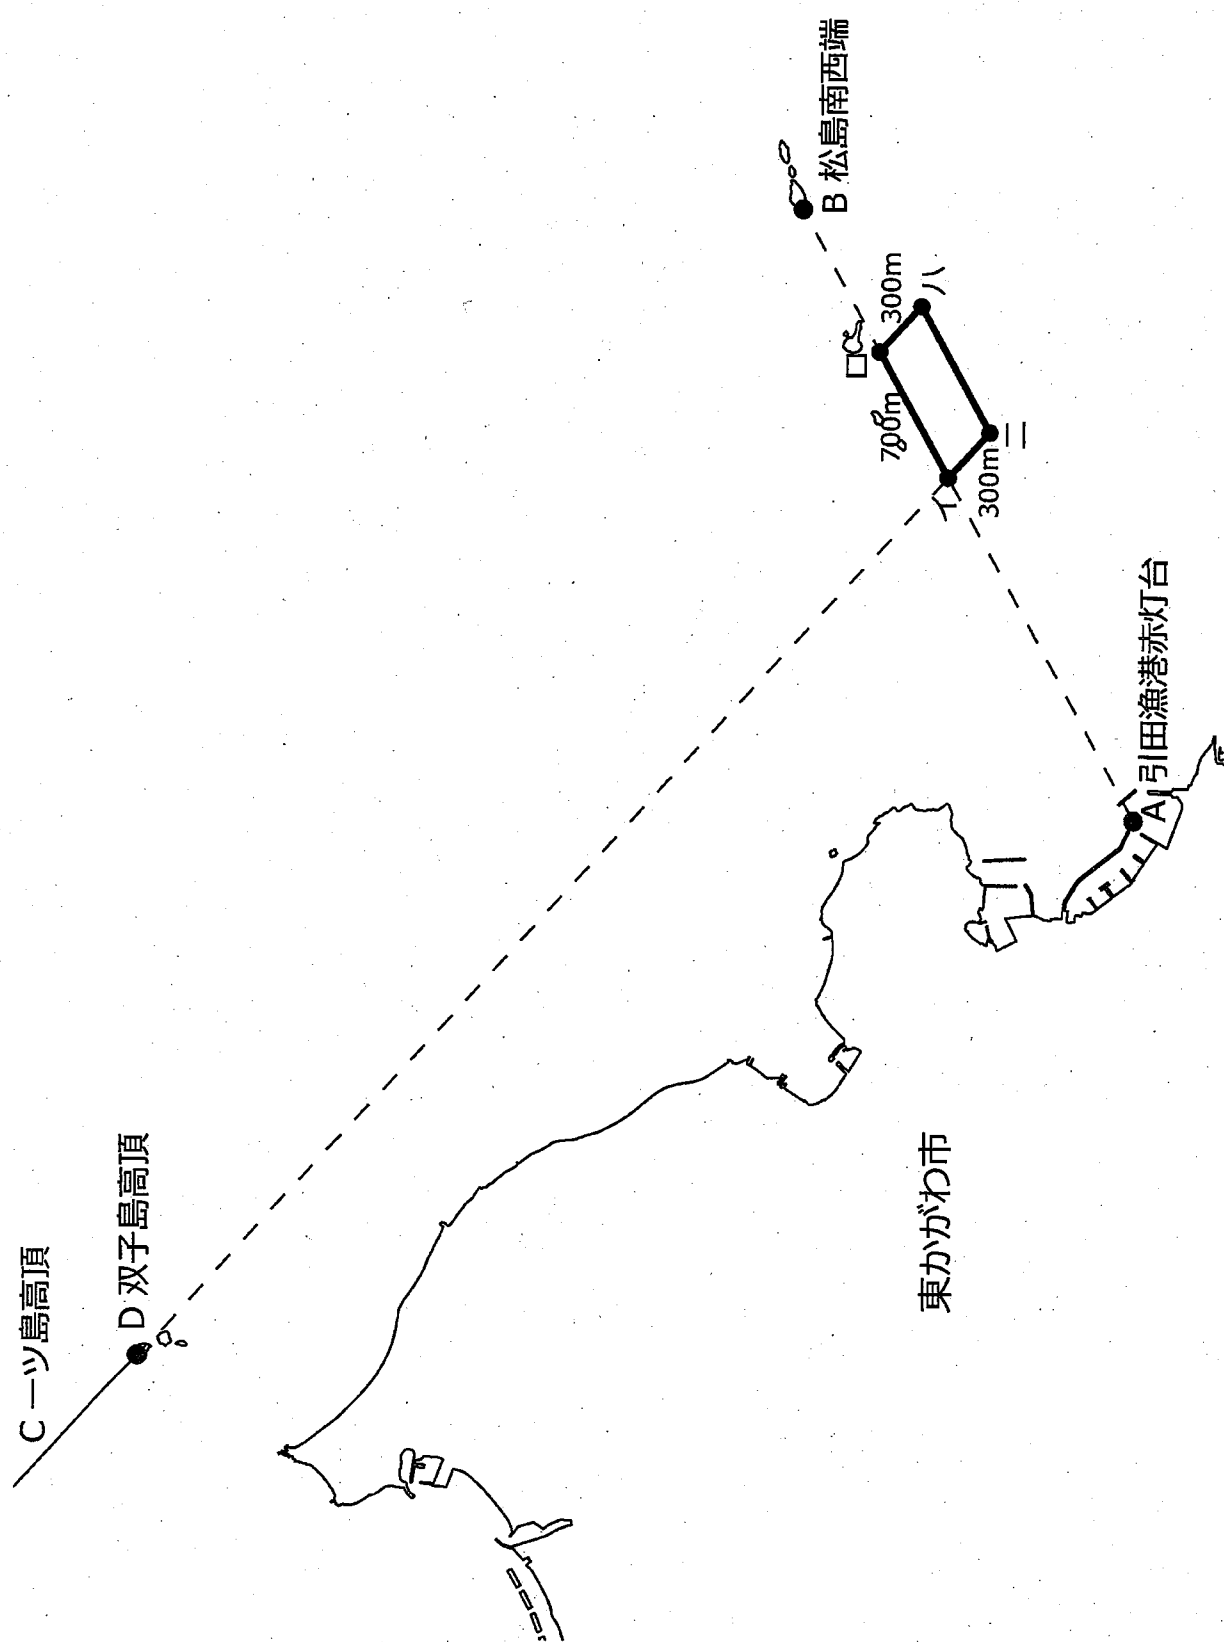 C 一ツ島高頂
D 双子島高頂
B 松島南西端
ロ
300m
ハ
700m
イ
300m
ニ
A 引田漁港赤灯台
東かがわ市